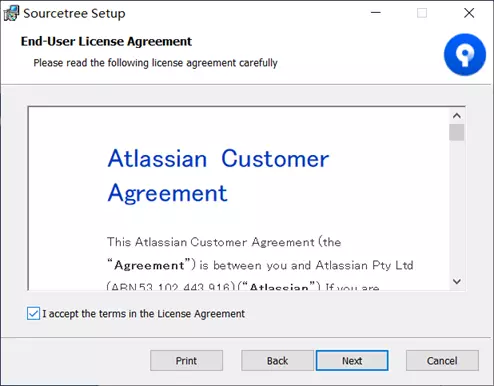 Sourcetree Setup
End-User License Agreement
Please read the following license agreement carefully
Atlassian Customer
Agreement
This Atlassian Customer Agreement (the
“Agreement”) is between you and Atlassian Pty Ltd
(ABN 53 102 443 916) (“Atlassian”) If you are
I accept the terms in the License Agreement
Print
Back
Next
Cancel